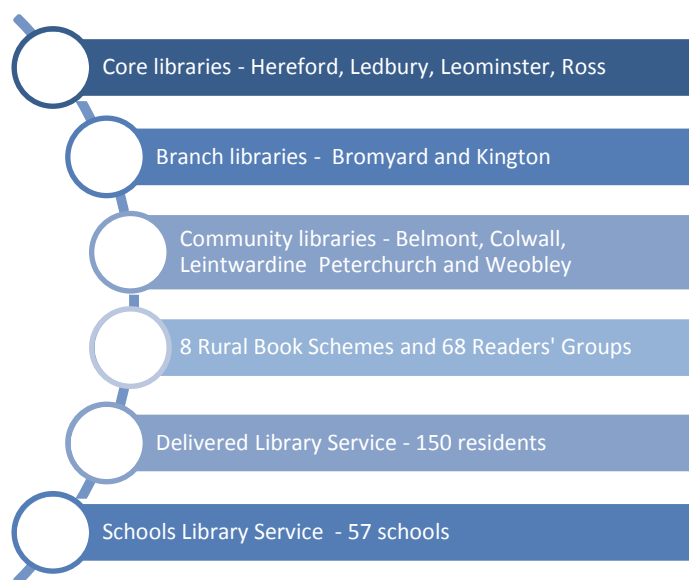 Core libraries - Hereford, Ledbury, Leominster, Ross
Branch libraries -  Bromyard and Kington
Community libraries - Belmont, Colwall,
Leintwardine  Peterchurch and Weobley
8 Rural Book Schemes and 68 Readers' Groups
Delivered Library Service - 150 residents
Schools Library Service  - 57 schools